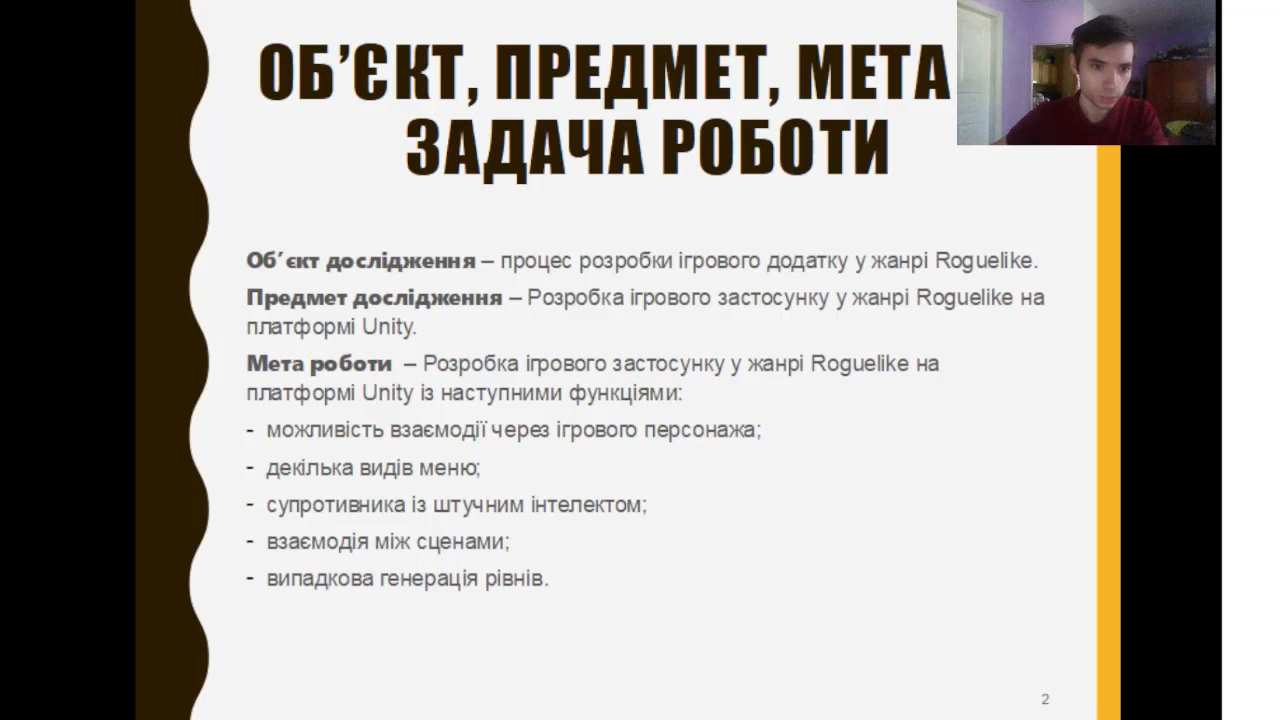 ОБ’ЄКТ, ПРЕДМЕТ, МЕТА
ЗАДАЧА РОБОТИ
Об’єкт дослідження – процес розробки ігрового додатку у жанрі Roguelike.
Предмет дослідження – Розробка ігрового застосунку у жанрі Roguelike на
платформі Unity.
Мета роботи – Розробка ігрового застосунку у жанрі Roguelike на
платформі Unity із наступними функціями:
- можливість взаємодії через ігрового персонажа;
- декілька видів меню;
- супротивника із штучним інтелектом;
- взаємодія між сценами;
- випадкова генерація рівнів.
2